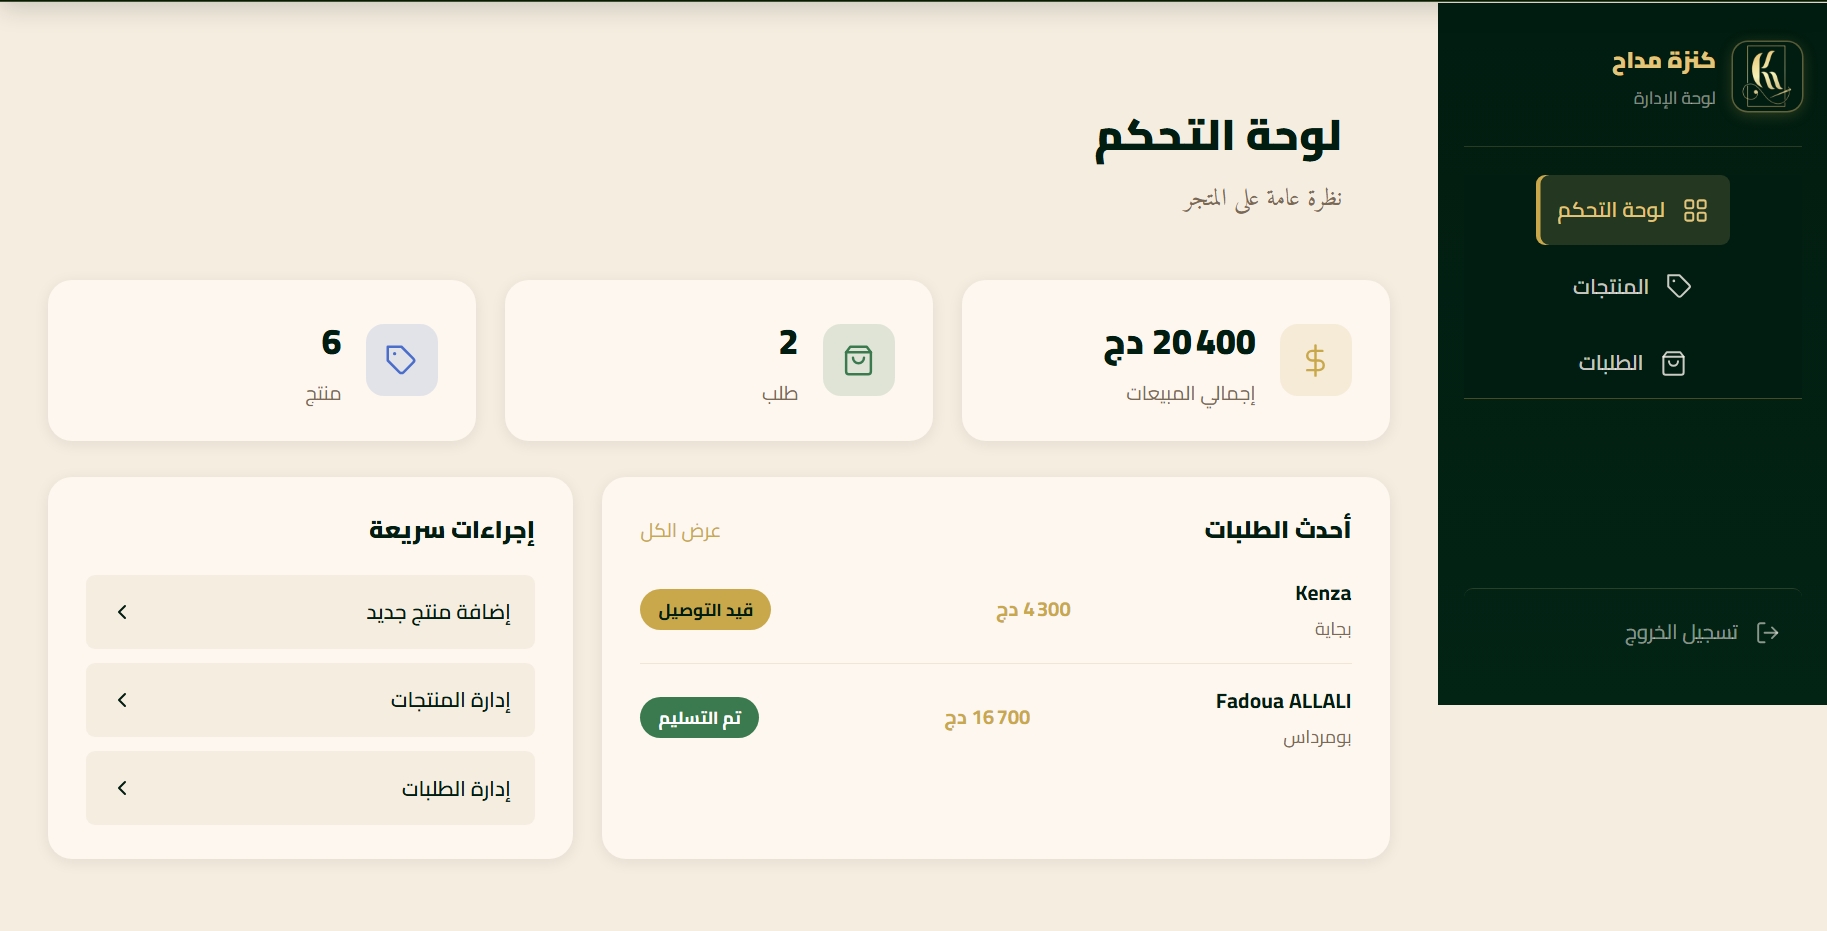 كنزة مداح
لوحة الإدارة
لوحة التحكم
المنتجات
الطلبات
تسجيل الخروج
لوحة التحكم
نظرة عامة على المتجر
20 400 دج
إجمالي المبيعات
2
طلب
6
منتج
أحدث الطلبات
عرض الكل
Kenza
بجاية
4 300 دج
قيد التوصيل
Fadoua ALLALI
بومرداس
16 700 دج
تم التسليم
إجراءات سريعة
إضافة منتج جديد
إدارة المنتجات
إدارة الطلبات